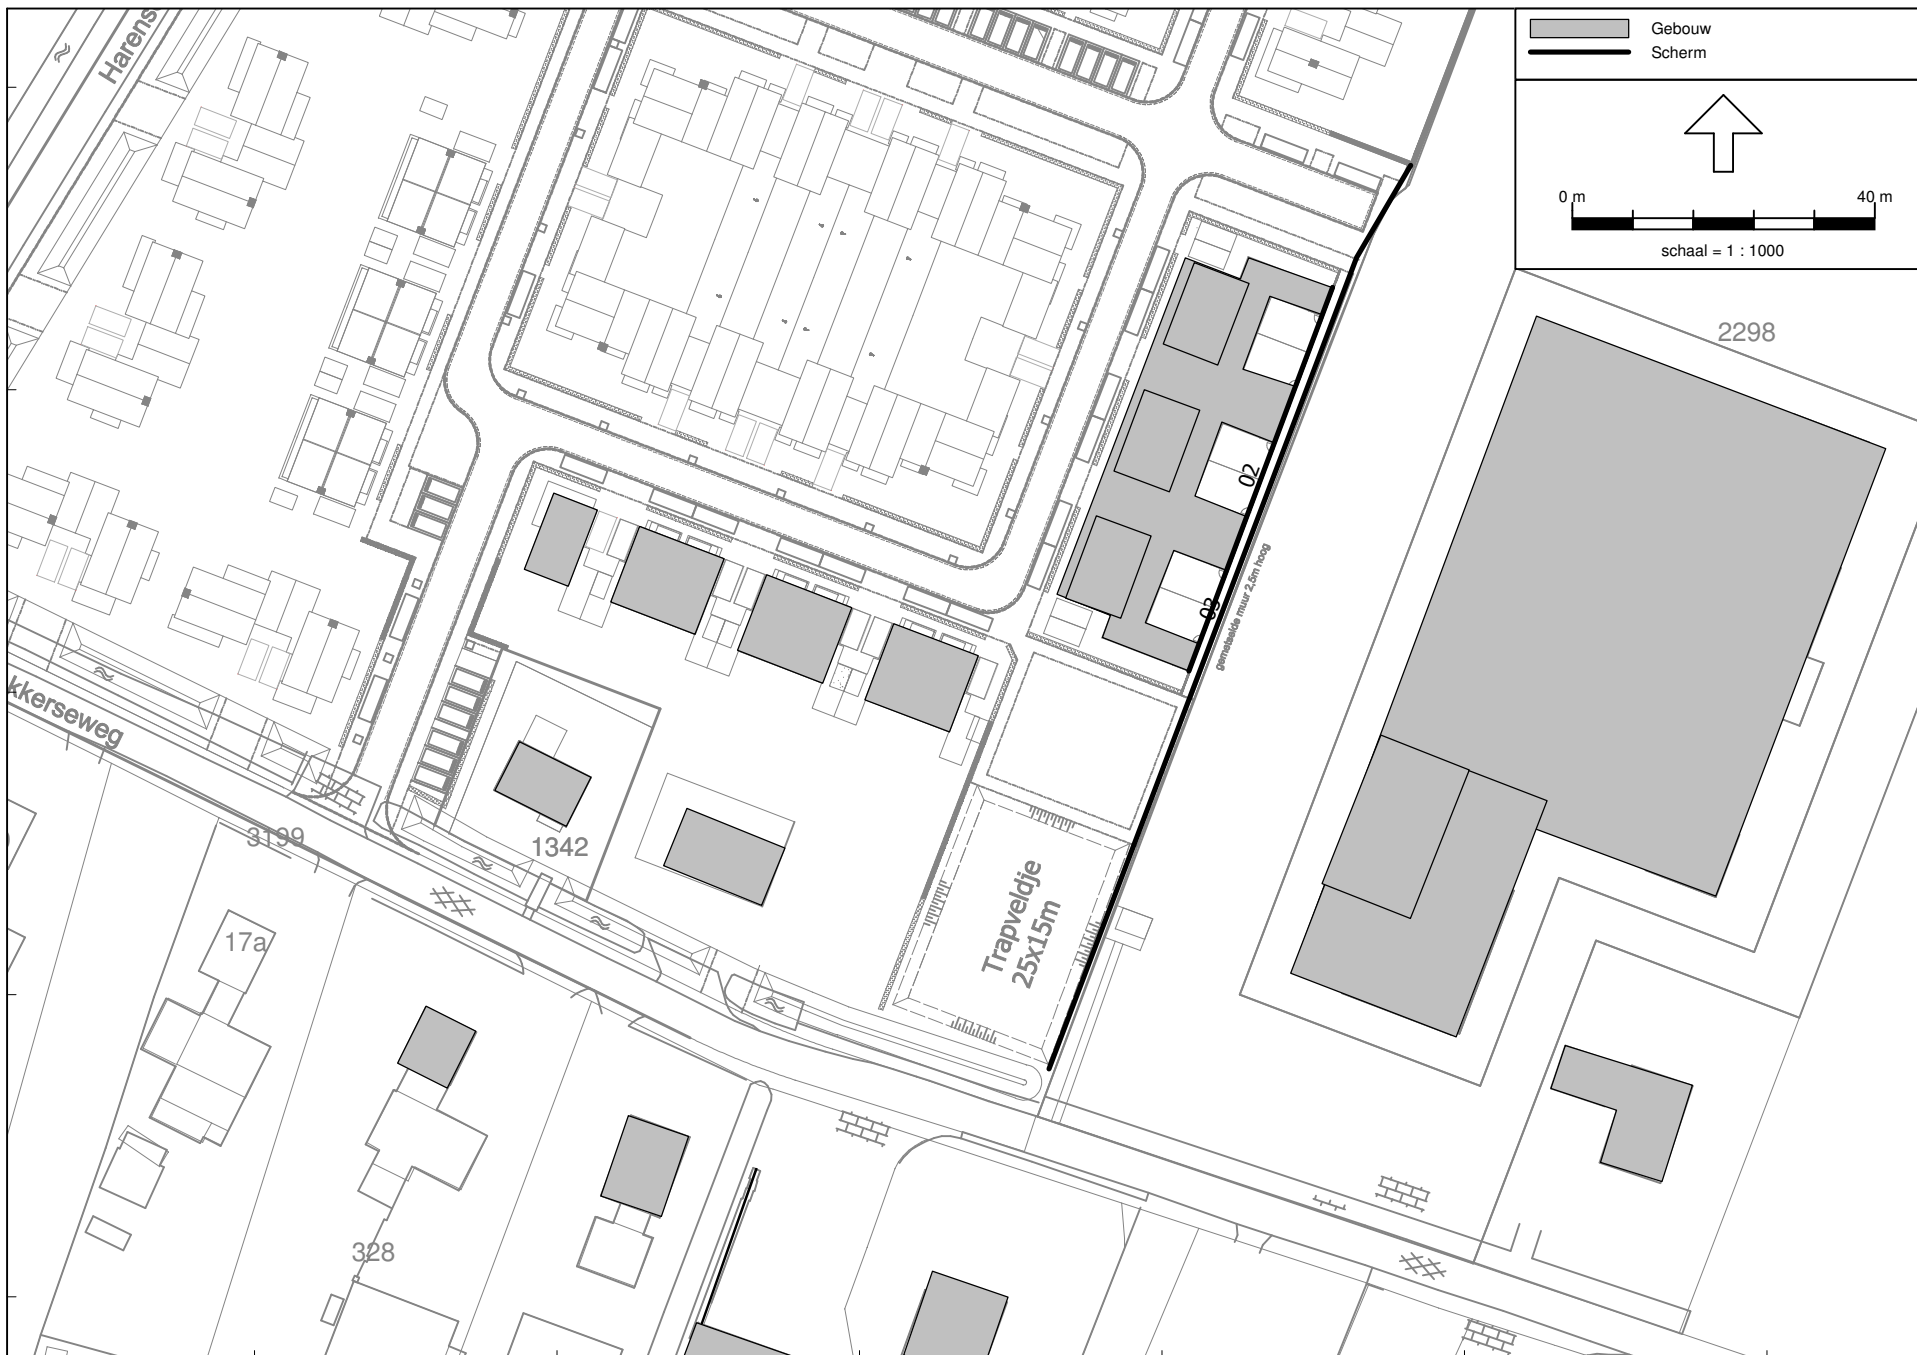 Harens
Gebouw
Scherm
0 m
40 m
schaal = 1 : 1000
2298
02
03
gemetselde muur 2,5m hoog
kkerseweg
3199
1342
Trapveldje
25x15m
17a
328